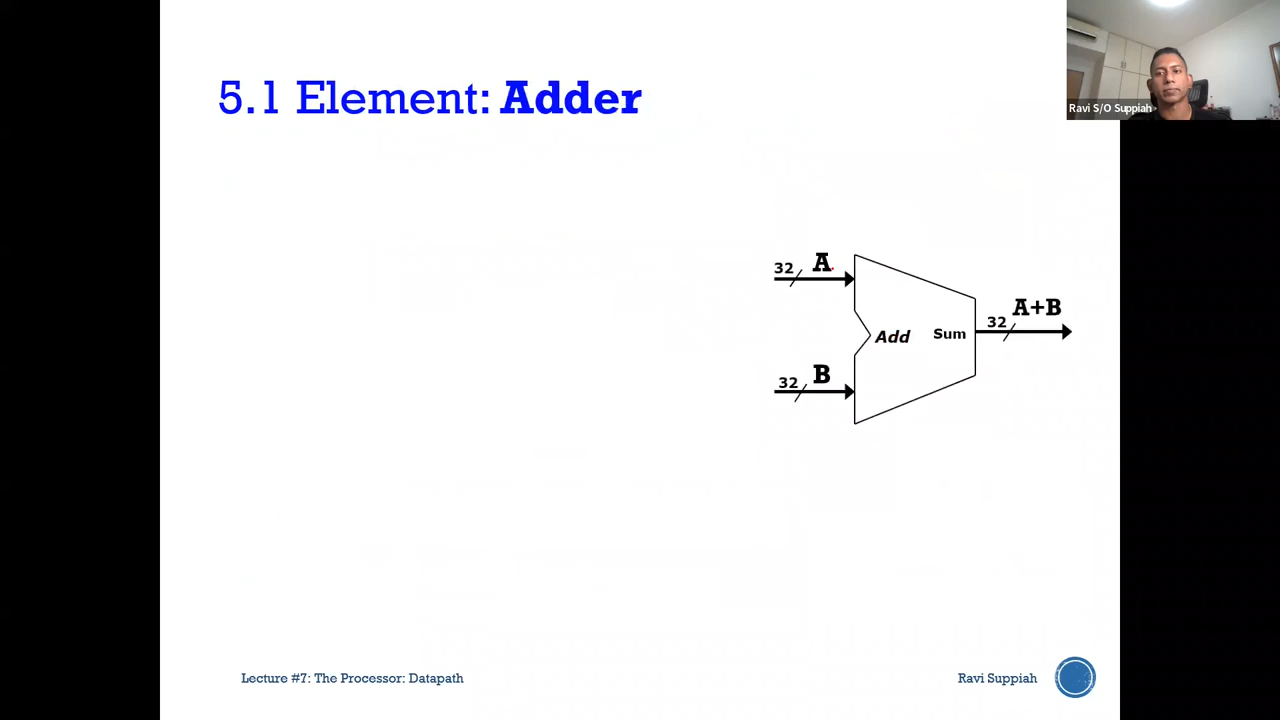 5.1 Element: Adder
Ravi S/O Suppiah
32 A
Add Sum
32 A+B
32 B
Lecture #7: The Processor: Datapath
Ravi Suppiah